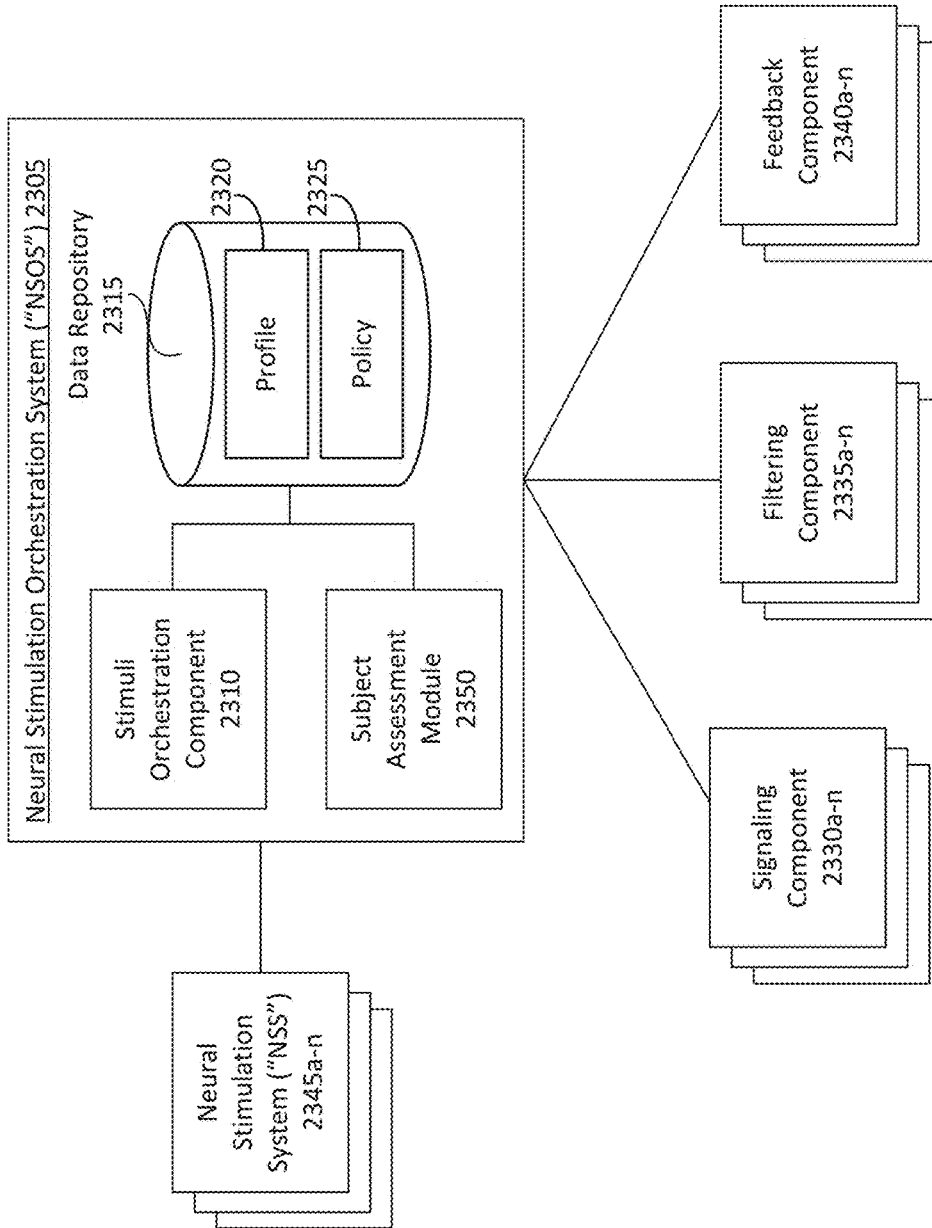 Neural Stimulation Orchestration System (“NSOS”) 2305
Data Repository
2315
2320
2325
Profile
Policy
Stimuli
Orchestration
Component
2310
Subject
Assessment
Module
2350
Neural
Stimulation
System (“NSS”)
2345a-n
Signaling
Component
2330a-n
Filtering
Component
2335a-n
Feedback
Component
2340a-n